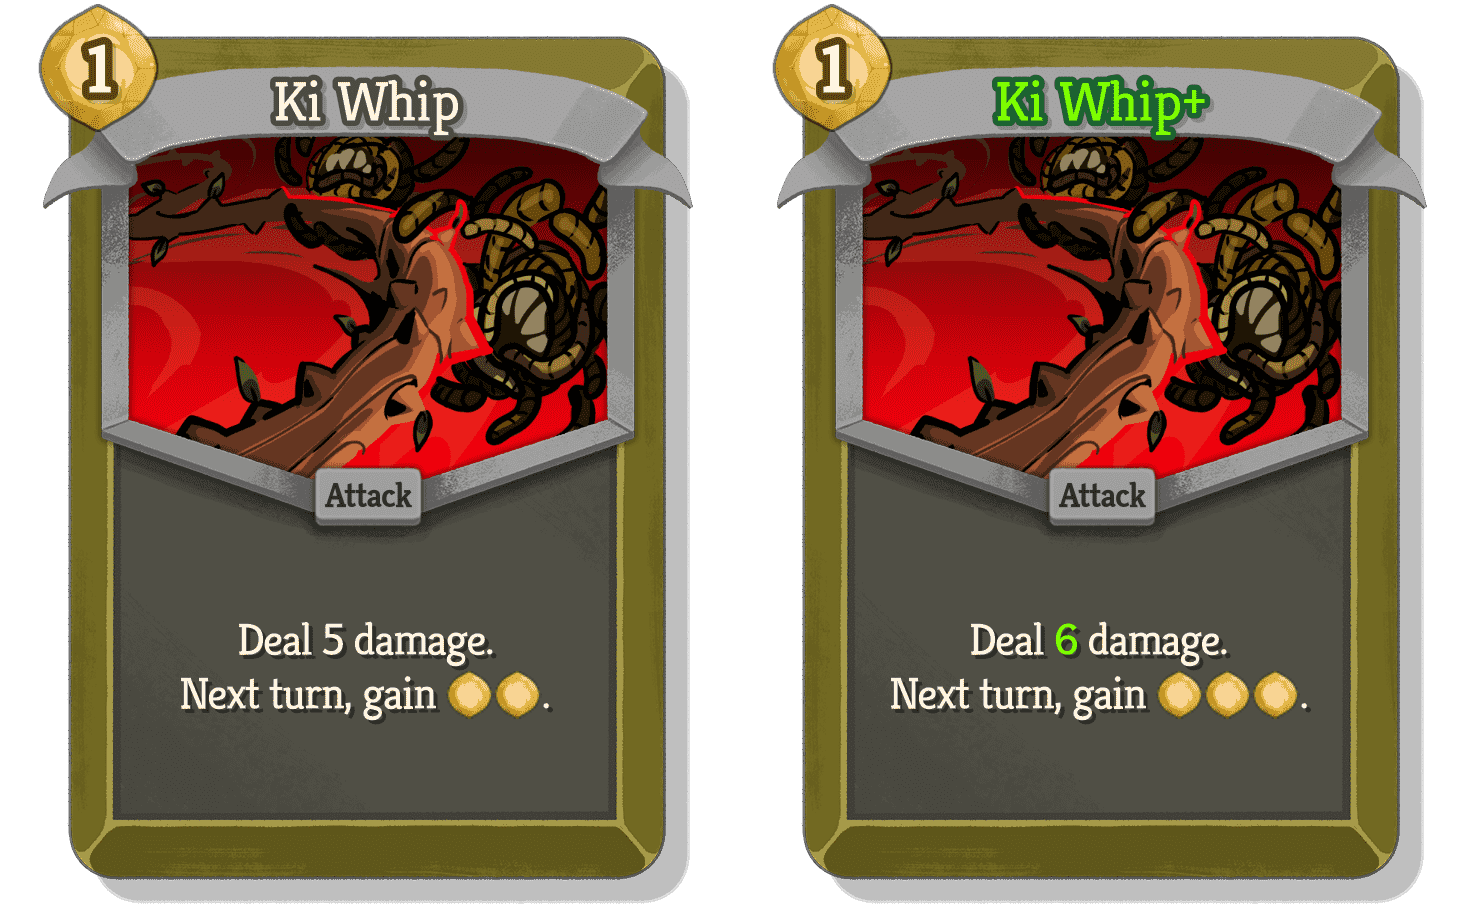 1
Ki Whip
Attack
Deal 5 damage.
Next turn, gain .
1
Ki Whip+
Attack
Deal 6 damage.
Next turn, gain .